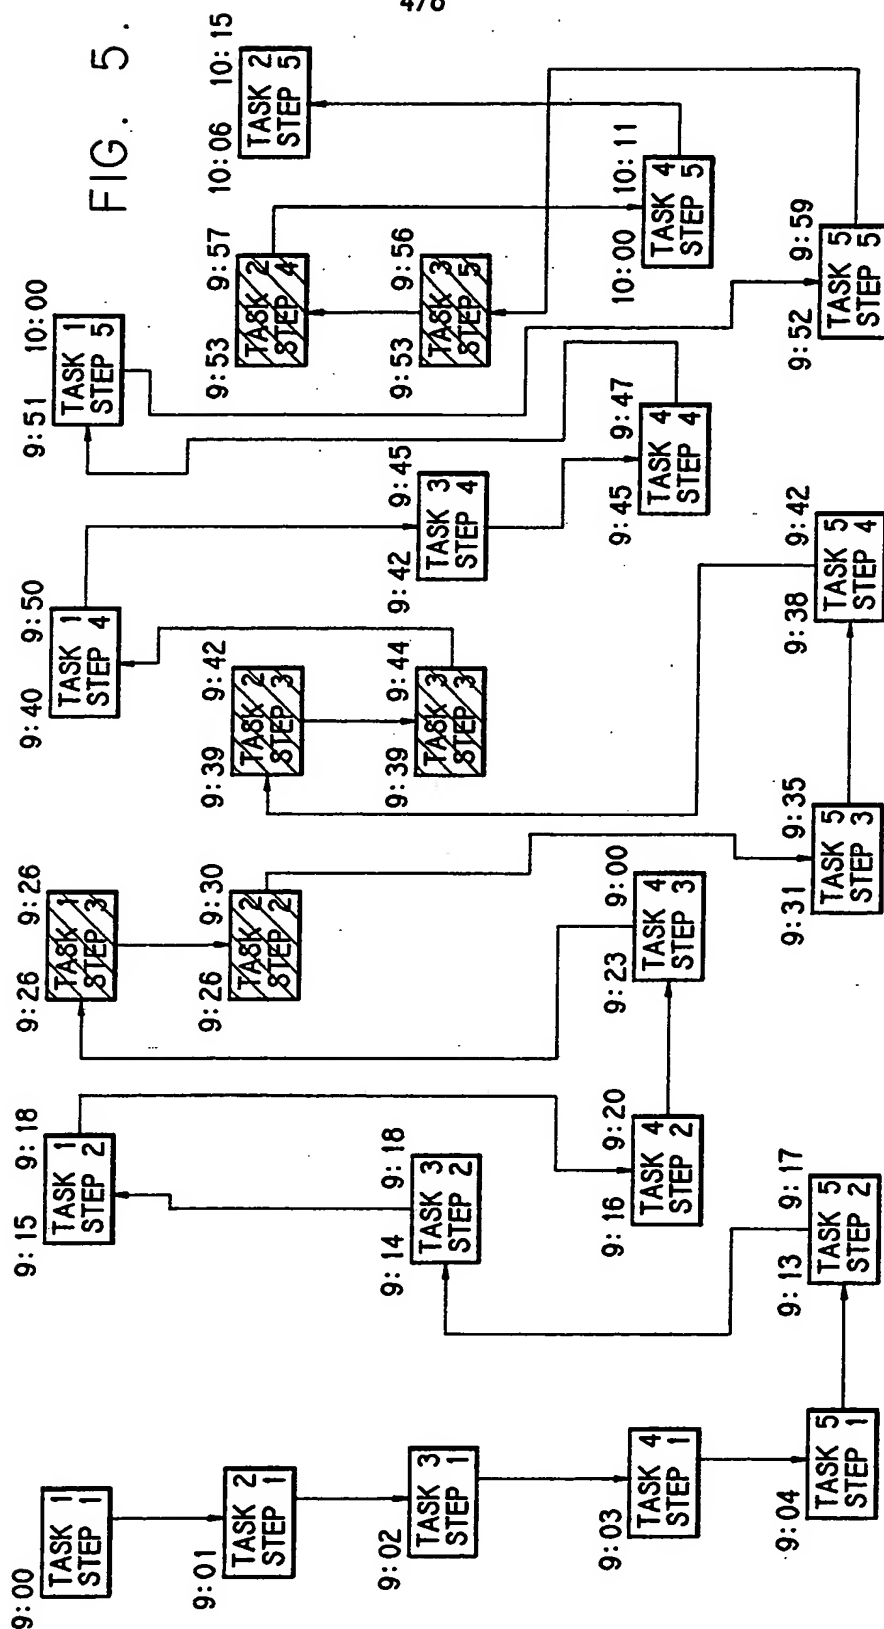 FIG. 5.
9:00
TASK 1
STEP 1
9:15 9:18
TASK 1
STEP 2
9:26 9:26
TASK 1
STEP 3
9:40 9:50
TASK 1
STEP 4
9:51 10:00
TASK 1
STEP 5
9:01
TASK 2
STEP 1
9:26 9:30
TASK 2
STEP 2
9:39 9:42
TASK 2
STEP 3
9:53 9:57
TASK 2
STEP 4
10:06 10:15
TASK 2
STEP 5
9:02
TASK 3
STEP 1
9:14 9:18
TASK 3
STEP 2
9:39 9:44
TASK 3
STEP 3
9:42 9:45
TASK 3
STEP 4
9:53 9:56
TASK 3
STEP 5
9:03
TASK 4
STEP 1
9:16 9:20
TASK 4
STEP 2
9:23 9:00
TASK 4
STEP 3
9:45 9:47
TASK 4
STEP 4
10:00 10:11
TASK 4
STEP 5
9:04
TASK 5
STEP 1
9:13 9:17
TASK 5
STEP 2
9:31 9:35
TASK 5
STEP 3
9:38 9:42
TASK 5
STEP 4
9:52 9:59
TASK 5
STEP 5